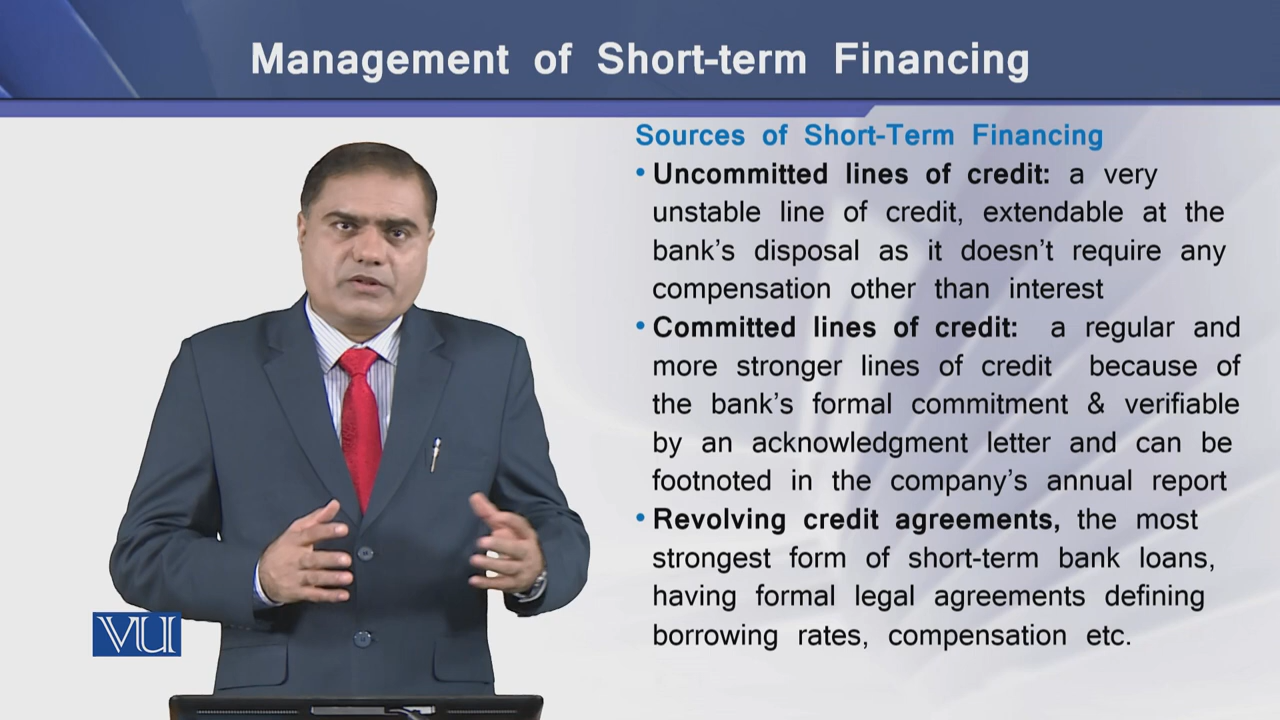 Management of Short-term Financing
Sources of Short-Term Financing
• Uncommitted lines of credit: a very
unstable line of credit, extendable at the
bank's disposal as it doesn't require any
compensation other than interest
• Committed lines of credit: a regular and
more stronger lines of credit because of
the bank's formal commitment & verifiable
by an acknowledgment letter and can be
footnoted in the company's annual report
• Revolving credit agreements, the most
strongest form of short-term bank loans,
having formal legal agreements defining
borrowing rates, compensation etc.
VU